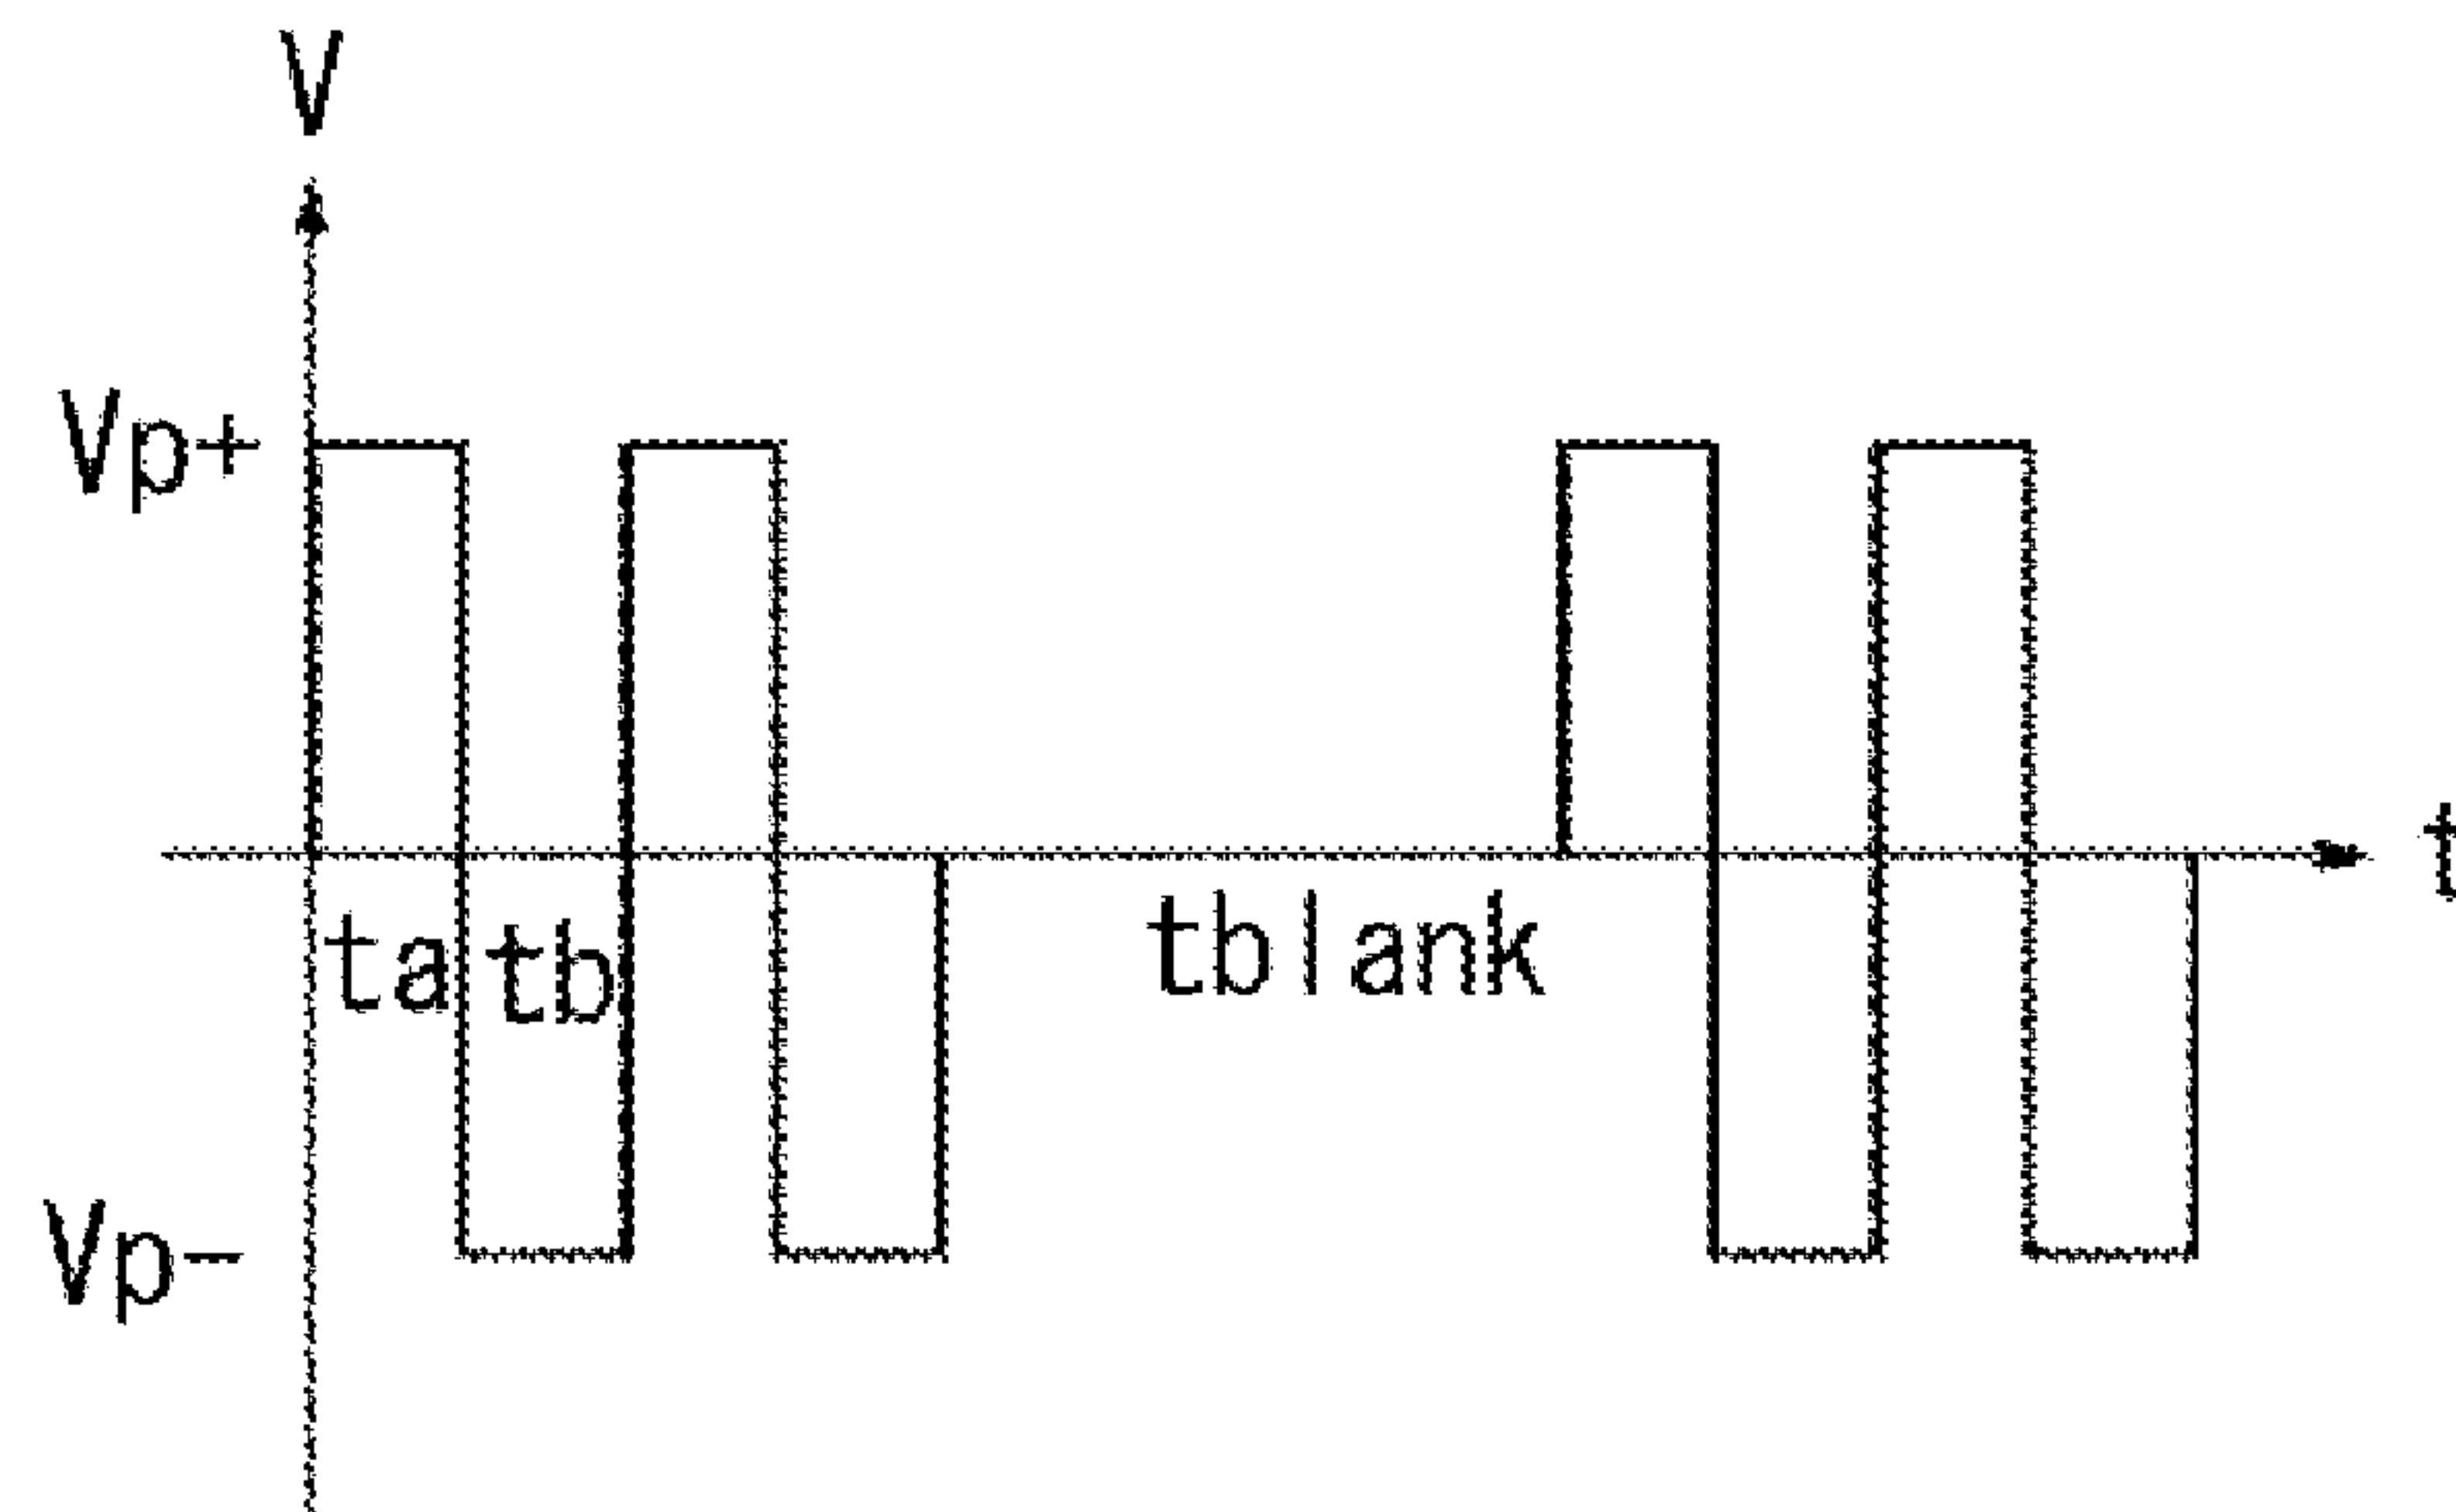 V
Vp+
t
ta tb tblank
Vp-